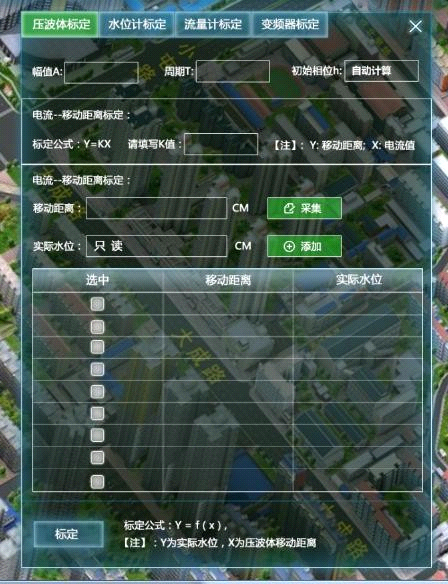 压波体标定 水位计标定 流量计标定 变频器标定
幅值A: 周期T: 初始相位h: 自动计算
电流--移动距离标定：
标定公式：Y=KX 请填写K值： 【注】：Y: 移动距离; X: 电流值
电流--移动距离标定：
移动距离： CM 采集
实际水位： 只 读 CM 添加
选中 移动距离 实际水位
标定 标定公式：Y = f ( x )，
【注】：Y为实际水位，X为压波体移动距离
大成路